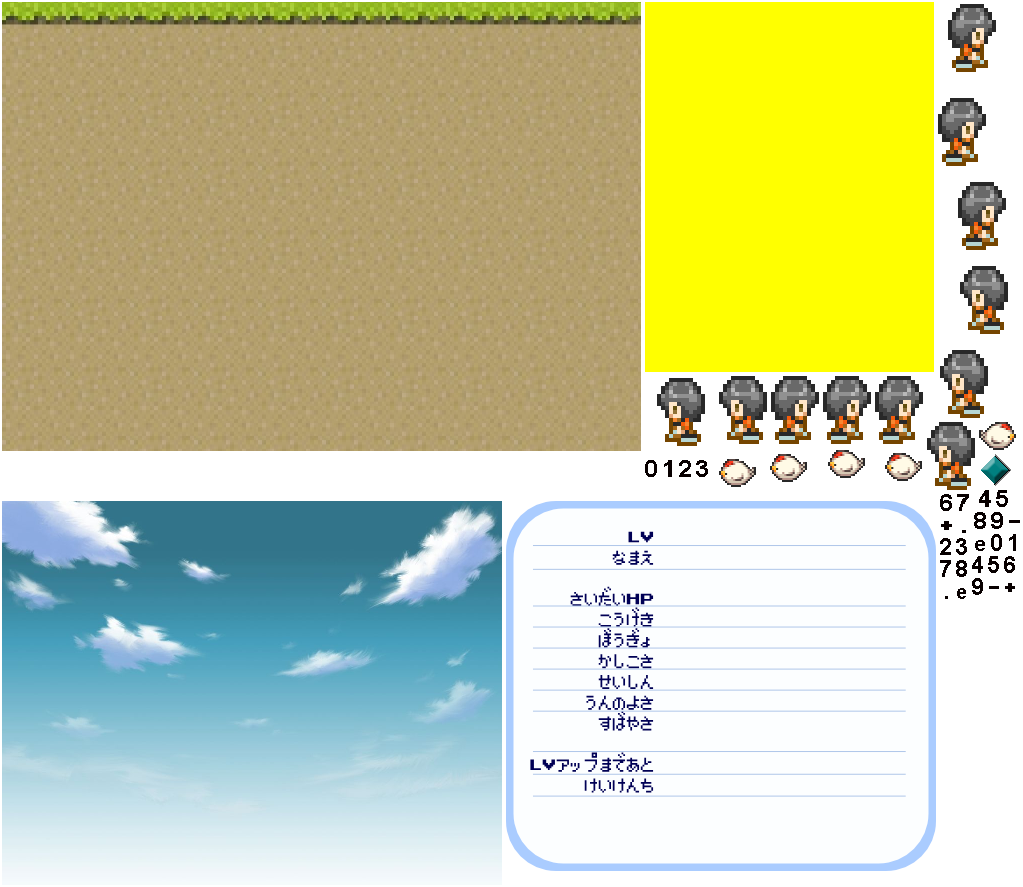 0123
67 45
+.89-
23e01
78456
.e9-+
LV
なまえ
さいだいHP
こうげき
ぼうぎょ
かしこさ
せいしん
うんのよさ
すばやさ
LVアップまであと
けいけんち